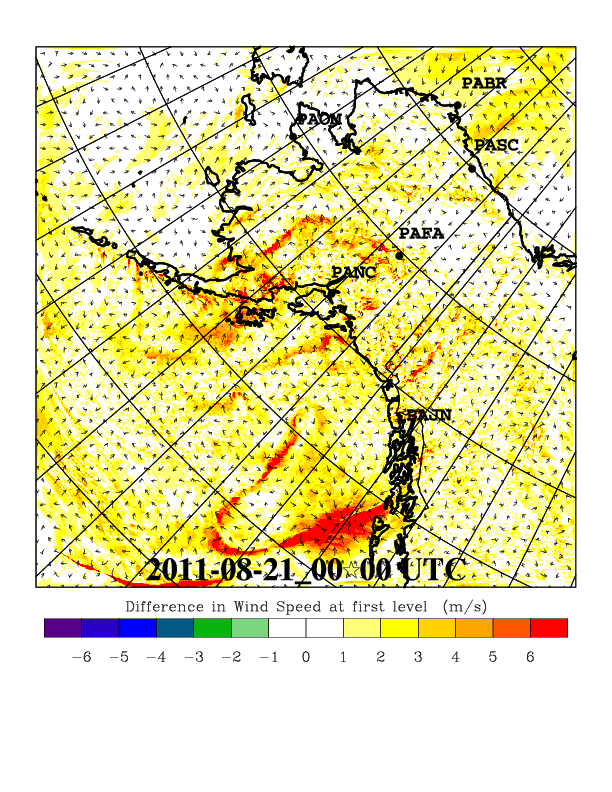 PABR
PAOM
PASC
PAFA
PANC
PAJN
2011-08-21_00 00 UTC
Difference in Wind Speed at first level (m/s)
−6 −5 −4 −3 −2 −1 0 1 2 3 4 5 6